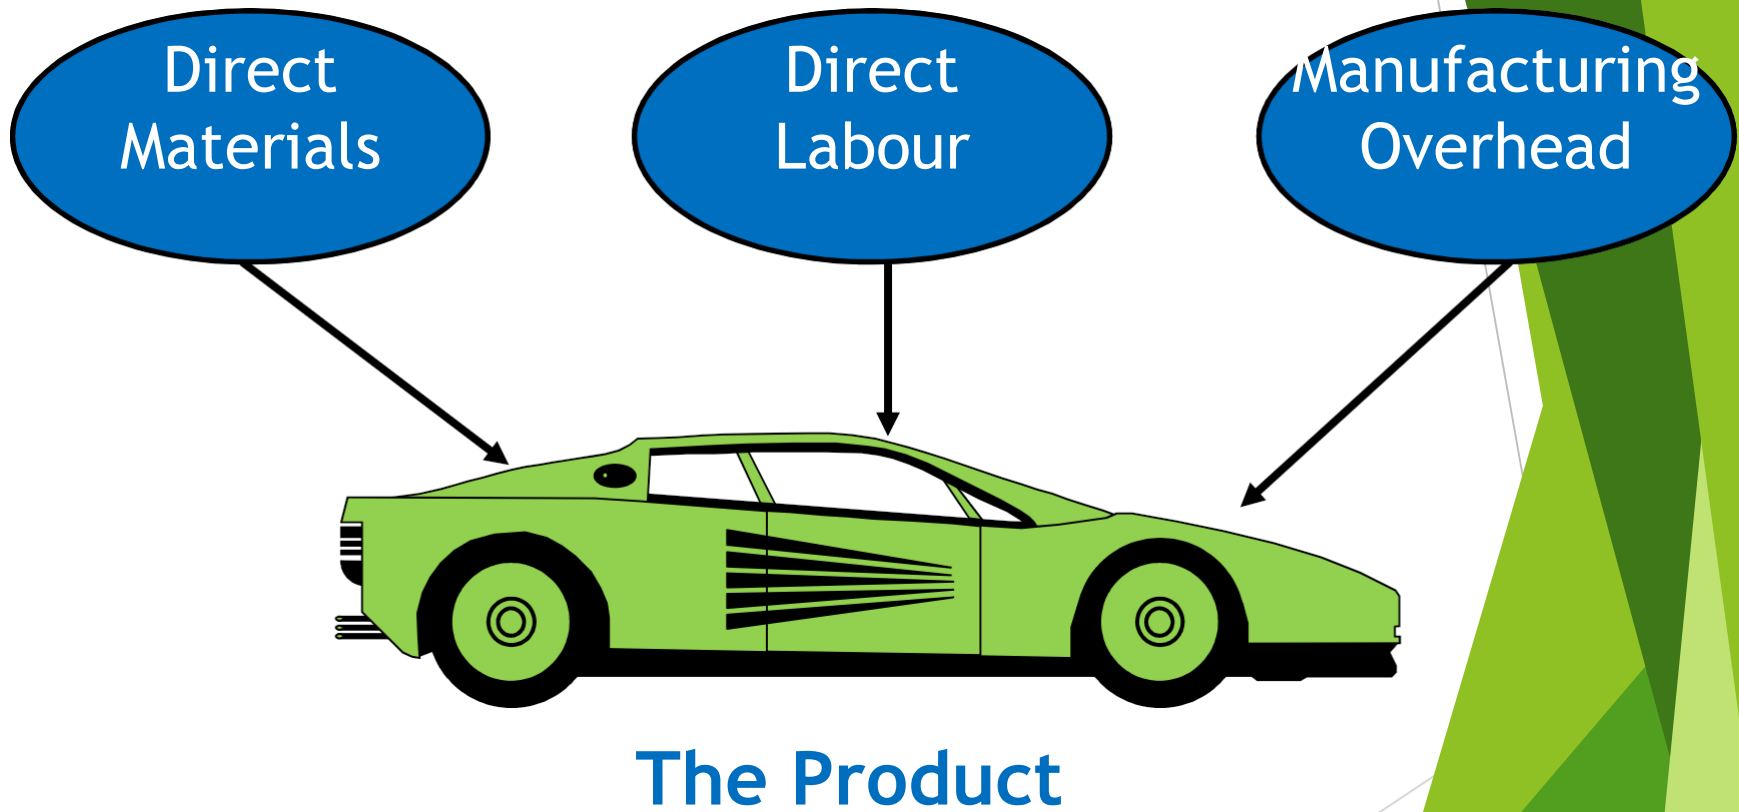 Direct
Materials
Direct
Labour
Manufacturing
Overhead
The Product